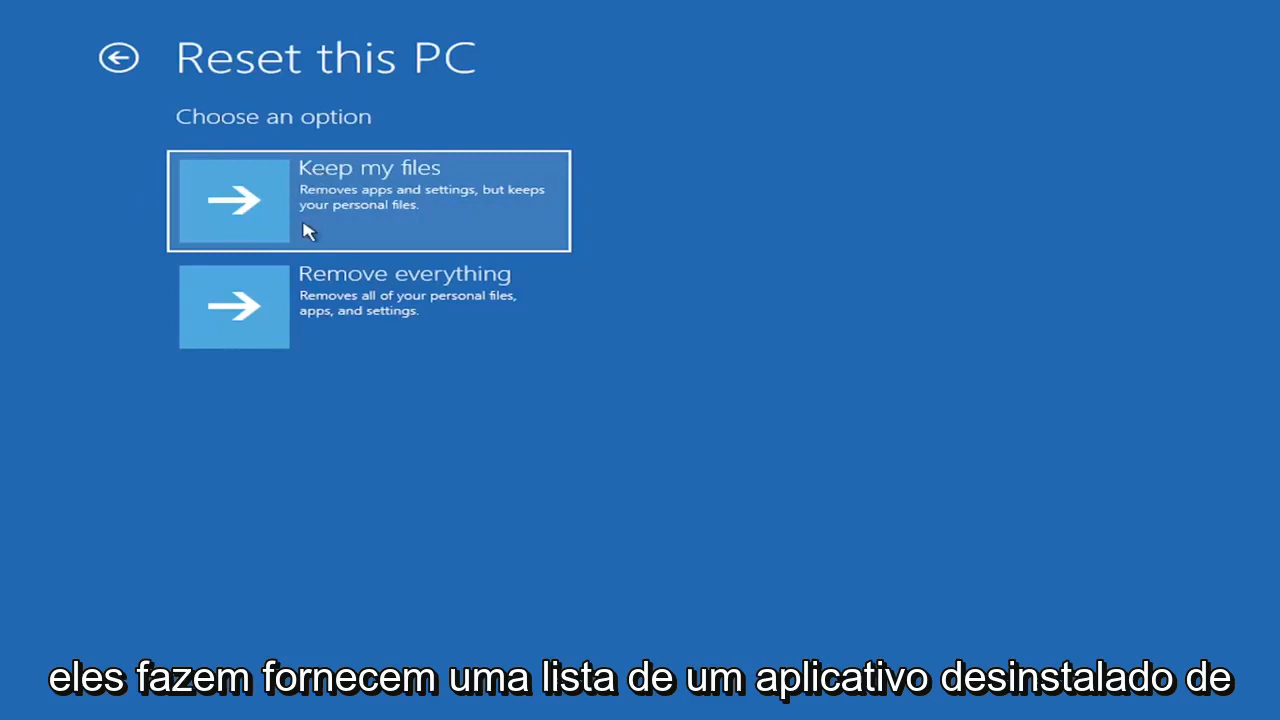 Reset this PC
Choose an option
Keep my files
Removes apps and settings, but keeps
your personal files.
Remove everything
Removes all of your personal files,
apps, and settings.
eles fazem fornecem uma lista de um aplicativo desinstalado de